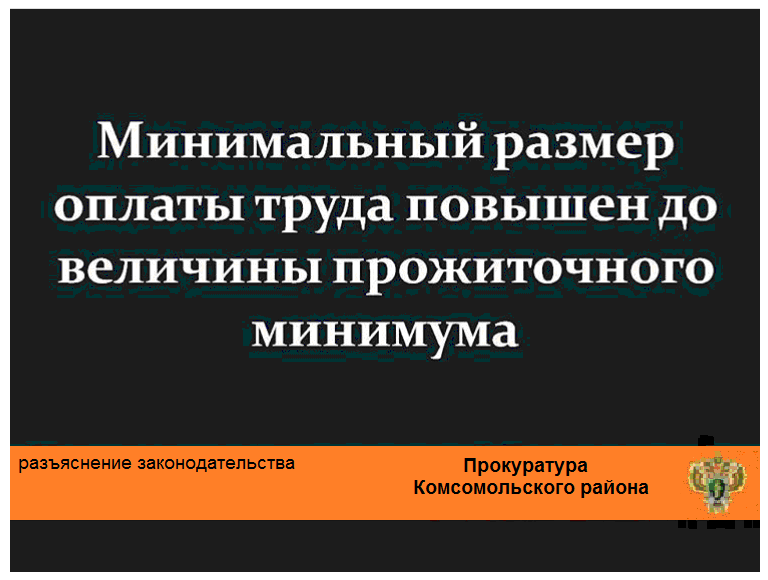 Минимальный размер
оплаты труда повышен до
величины прожиточного
минимума
разъяснение законодательства
Прокуратура
Комсомольского района